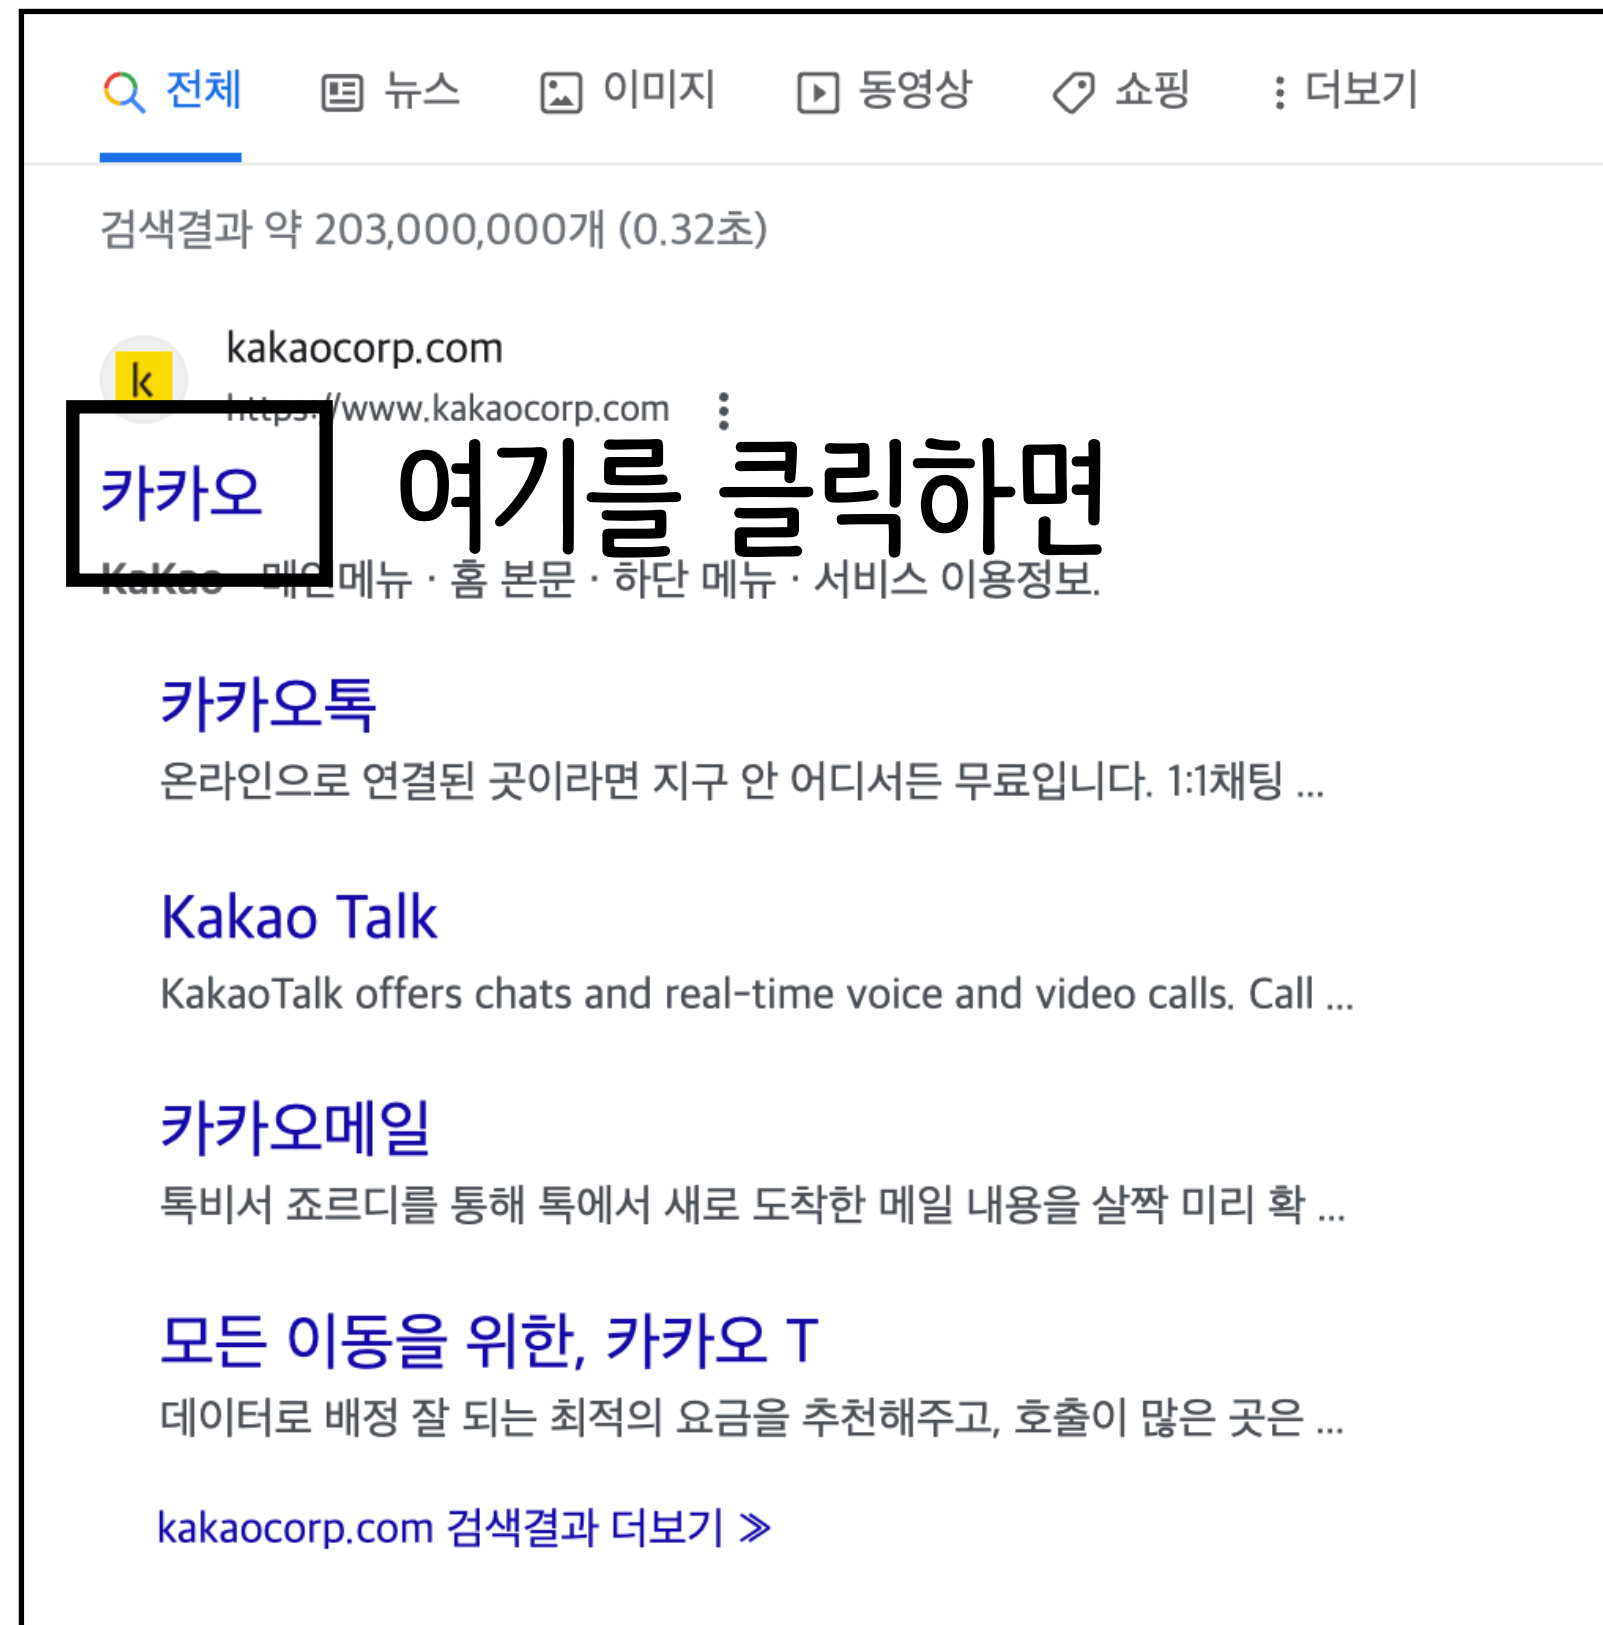 전체 뉴스 이미지 동영상 쇼핑 더보기
검색결과 약 203,000,000개 (0.32초)
k
kakaocorp.com
https://www.kakaocorp.com
카카오
여기를 클릭하면
KaKao 메인메뉴 · 홈 본문 · 하단 메뉴 · 서비스 이용정보.
카카오톡
온라인으로 연결된 곳이라면 지구 안 어디서든 무료입니다. 1:1채팅 ...
Kakao Talk
KakaoTalk offers chats and real-time voice and video calls. Call ...
카카오메일
톡비서 죠르디를 통해 톡에서 새로 도착한 메일 내용을 살짝 미리 확 ...
모든 이동을 위한, 카카오 T
데이터로 배정 잘 되는 최적의 요금을 추천해주고, 호출이 많은 곳은 ...
kakaocorp.com 검색결과 더보기 ≫